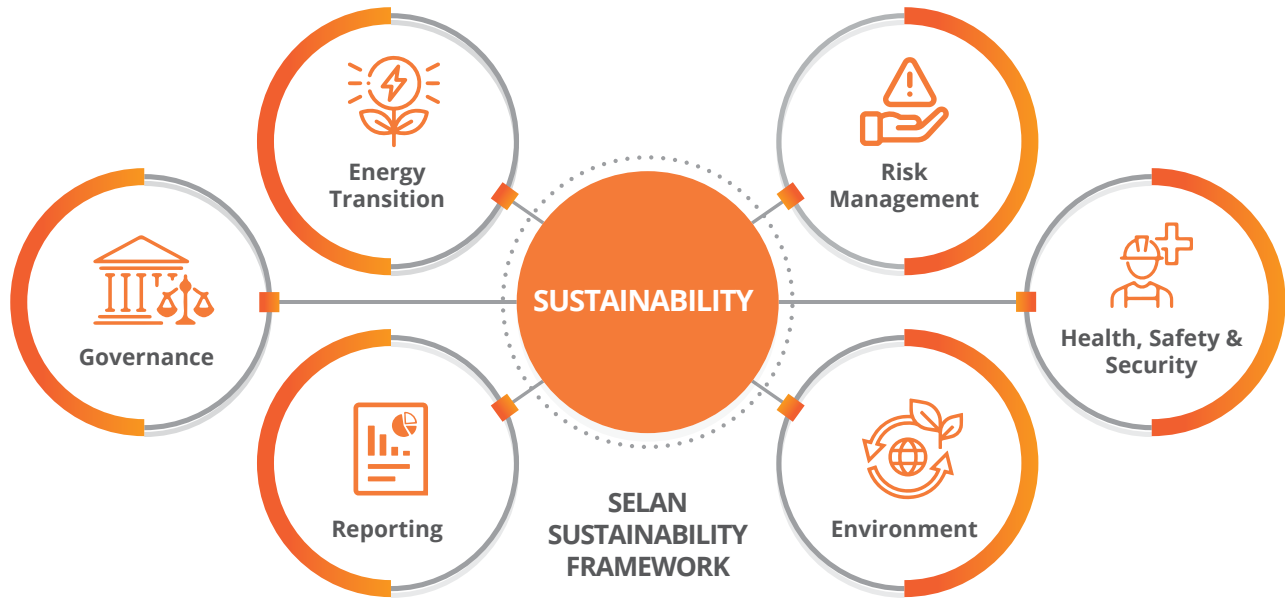 Energy
Transition
Risk
Management
Governance
SUSTAINABILITY
Health, Safety &
Security
Reporting
SELAN
SUSTAINABILITY
FRAMEWORK
Environment